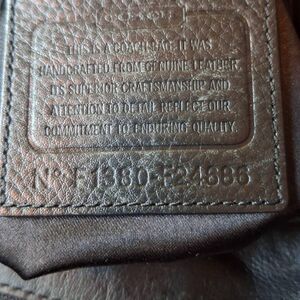 COACH
THIS IS A COACH BAG. IT WAS
HANDCRAFTED FROM GENUINE LEATHER
ITS SUPERIOR CRAFTSMANSHIP AND
ATTENTION TO DETAIL REFLECT OUR
COMMITMENT TO ENDURING QUALITY.
Nº F1380-F24686